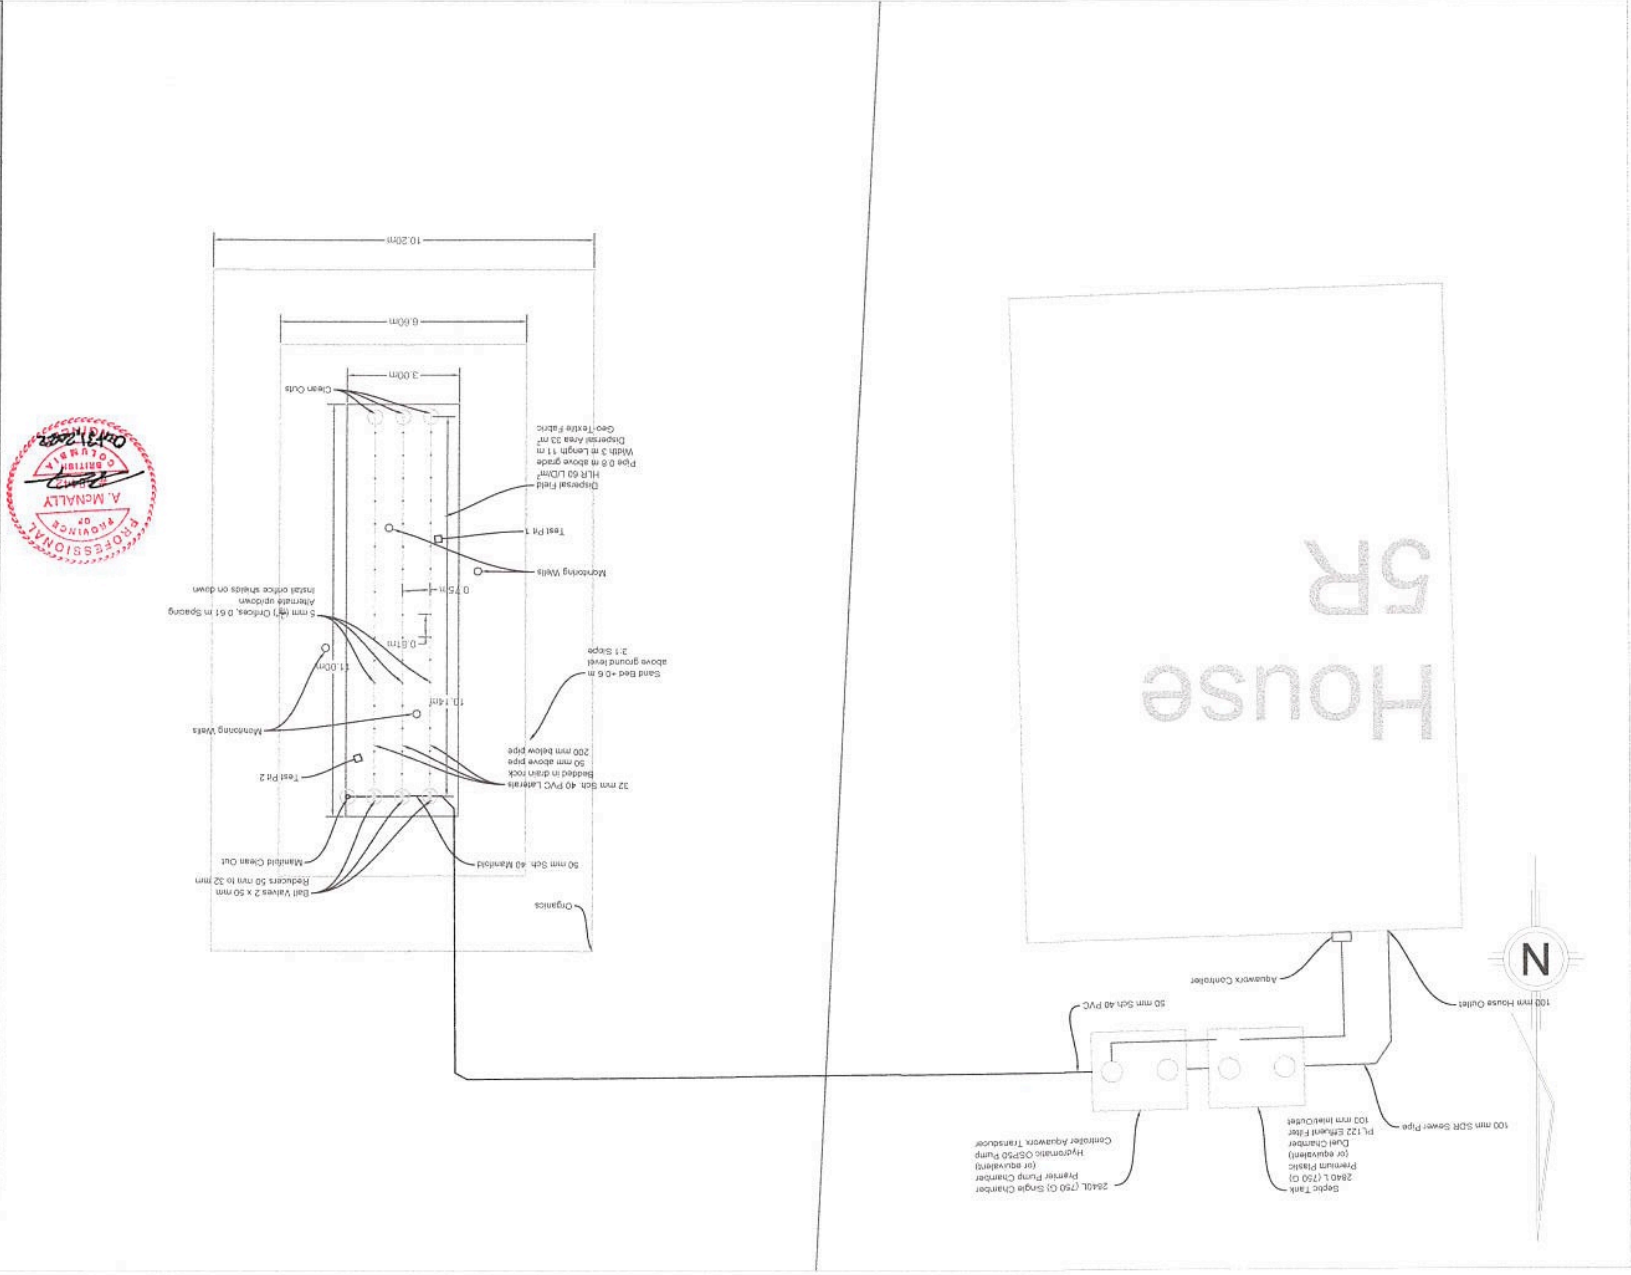 Septic Tank
2840 L (750 G)
Premium Plastic
(or equivalent)
Duel Chamber
PL122 Effluent Filter
100 mm Inlet/Outlet
2840L (750 G) Single Chamber
Premier Pump Chamber
(or equivalent)
Hydromatic OSP50 Pump
Controller Aquaworx Transducer
100 mm SDR Sewer Pipe
100 mm House Outlet
50 mm Sch 40 PVC
Aquaworx Controller
N
House
5R
Organics
Ball Valves 2 x 50 mm
Reducers 50 mm to 32 mm
Manifold Clean Out
50 mm Sch. 40 Manifold
32 mm Sch. 40 PVC Laterals
Bedded in drain rock
50 mm above pipe
200 mm below pipe
Test Pit 2
Monitoring Wells
10.14m
Sand Bed +0.6 m
above ground level
3:1 Slope
11.00m
0.61m
5 mm Orifices, 0.61 m Spacing
Alternate up/down
Install orifice shields on down
0.75
Monitoring Wells
Test Pit 1
Dispersal Field
HLR 60 L/D/m²
Pipe 0.8 m above grade
Width 3 m Length 11 m
Dispersal Area 33 m²
Geo-Textile Fabric
Clean Outs
3.00m
6.60m
10.20m
PROFESSIONAL
PROVINCE
OF
A. McNALLY
BRITISH
COLUMBIA
ENGINEER